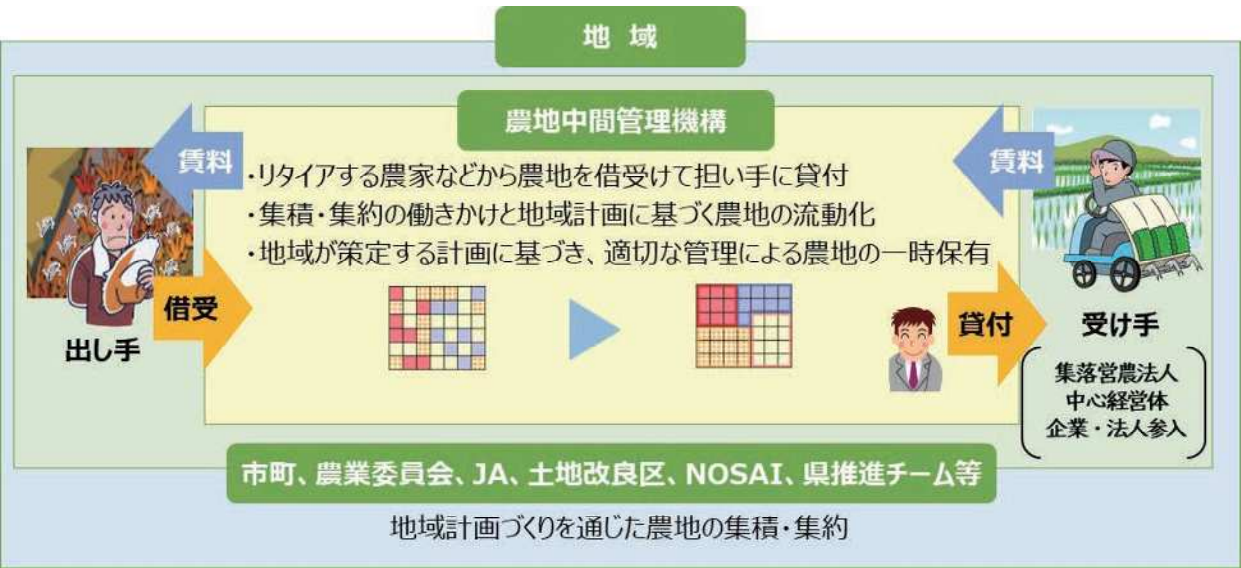 地 域
農地中間管理機構
賃料
賃料
・リタイアする農家などから農地を借受けて担い手に貸付
・集積・集約の働きかけと地域計画に基づく農地の流動化
・地域が策定する計画に基づき、適切な管理による農地の一時保有
借受
貸付
出し手
受け手
集落営農法人
中心経営体
企業・法人参入
市町、農業委員会、JA、土地改良区、NOSAI、県推進チーム等
地域計画づくりを通じた農地の集積・集約